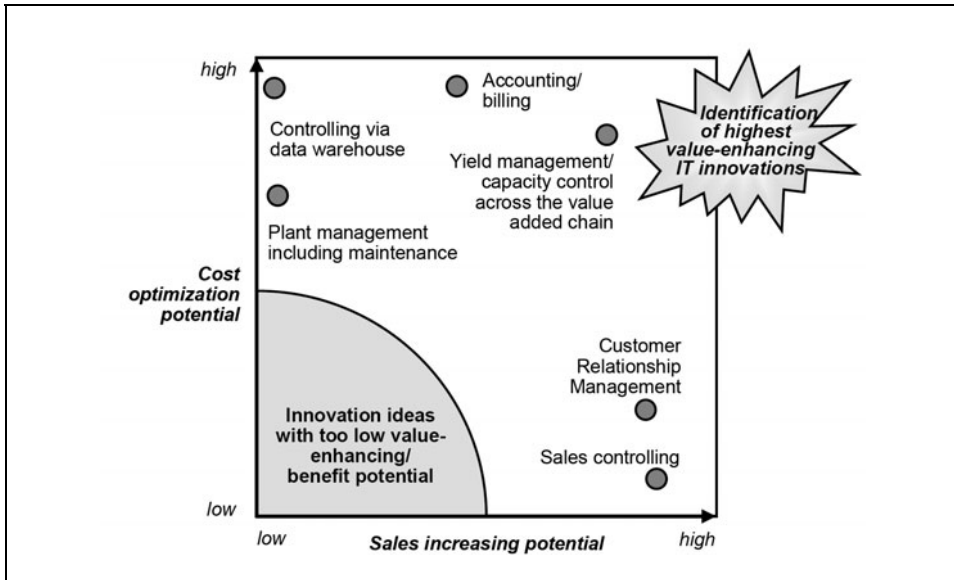 high
Accounting/
billing
Identification
of highest
value-enhancing
IT innovations
Controlling via
data warehouse
Yield management/
capacity control
across the value
added chain
Plant management
including maintenance
Cost
optimization
potential
Customer
Relationship
Management
Innovation ideas
with too low value-
enhancing/
benefit potential
Sales controlling
low
low
Sales increasing potential
high